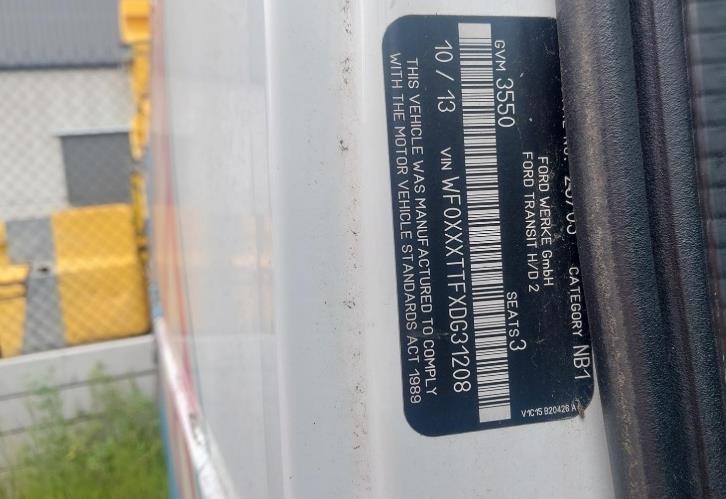 FORD WERKE GmbH
FORD TRANSIT H/D 2
CATEGORY NB1
GVM 3550
SEATS 3
10 / 13
VIN WF0XXXTTFXDG31208
THIS VEHICLE WAS MANUFACTURED TO COMPLY
WITH THE MOTOR VEHICLE STANDARDS ACT 1989